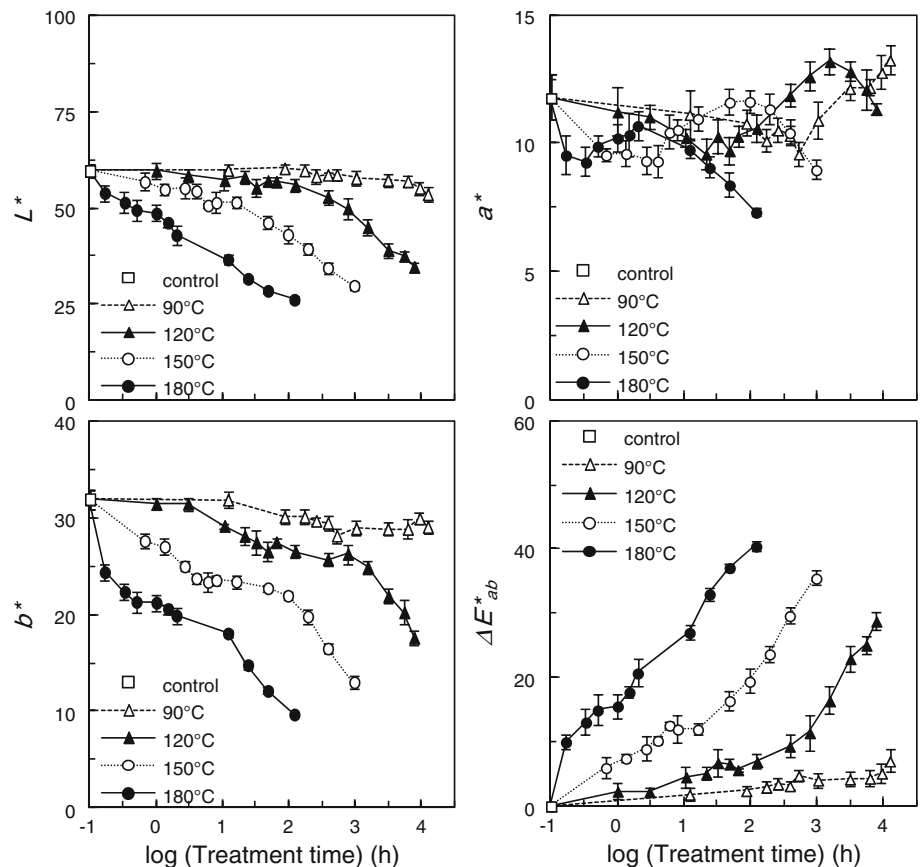 100
75
50
25
0
L*
control
90°C
120°C
150°C
180°C
15
10
5
0
a*
control
90°C
120°C
150°C
180°C
40
30
20
10
0
b*
control
90°C
120°C
150°C
180°C
-1 0 1 2 3 4
log (Treatment time) (h)
60
40
20
0
ΔE*ab
control
90°C
120°C
150°C
180°C
-1 0 1 2 3 4
log (Treatment time) (h)